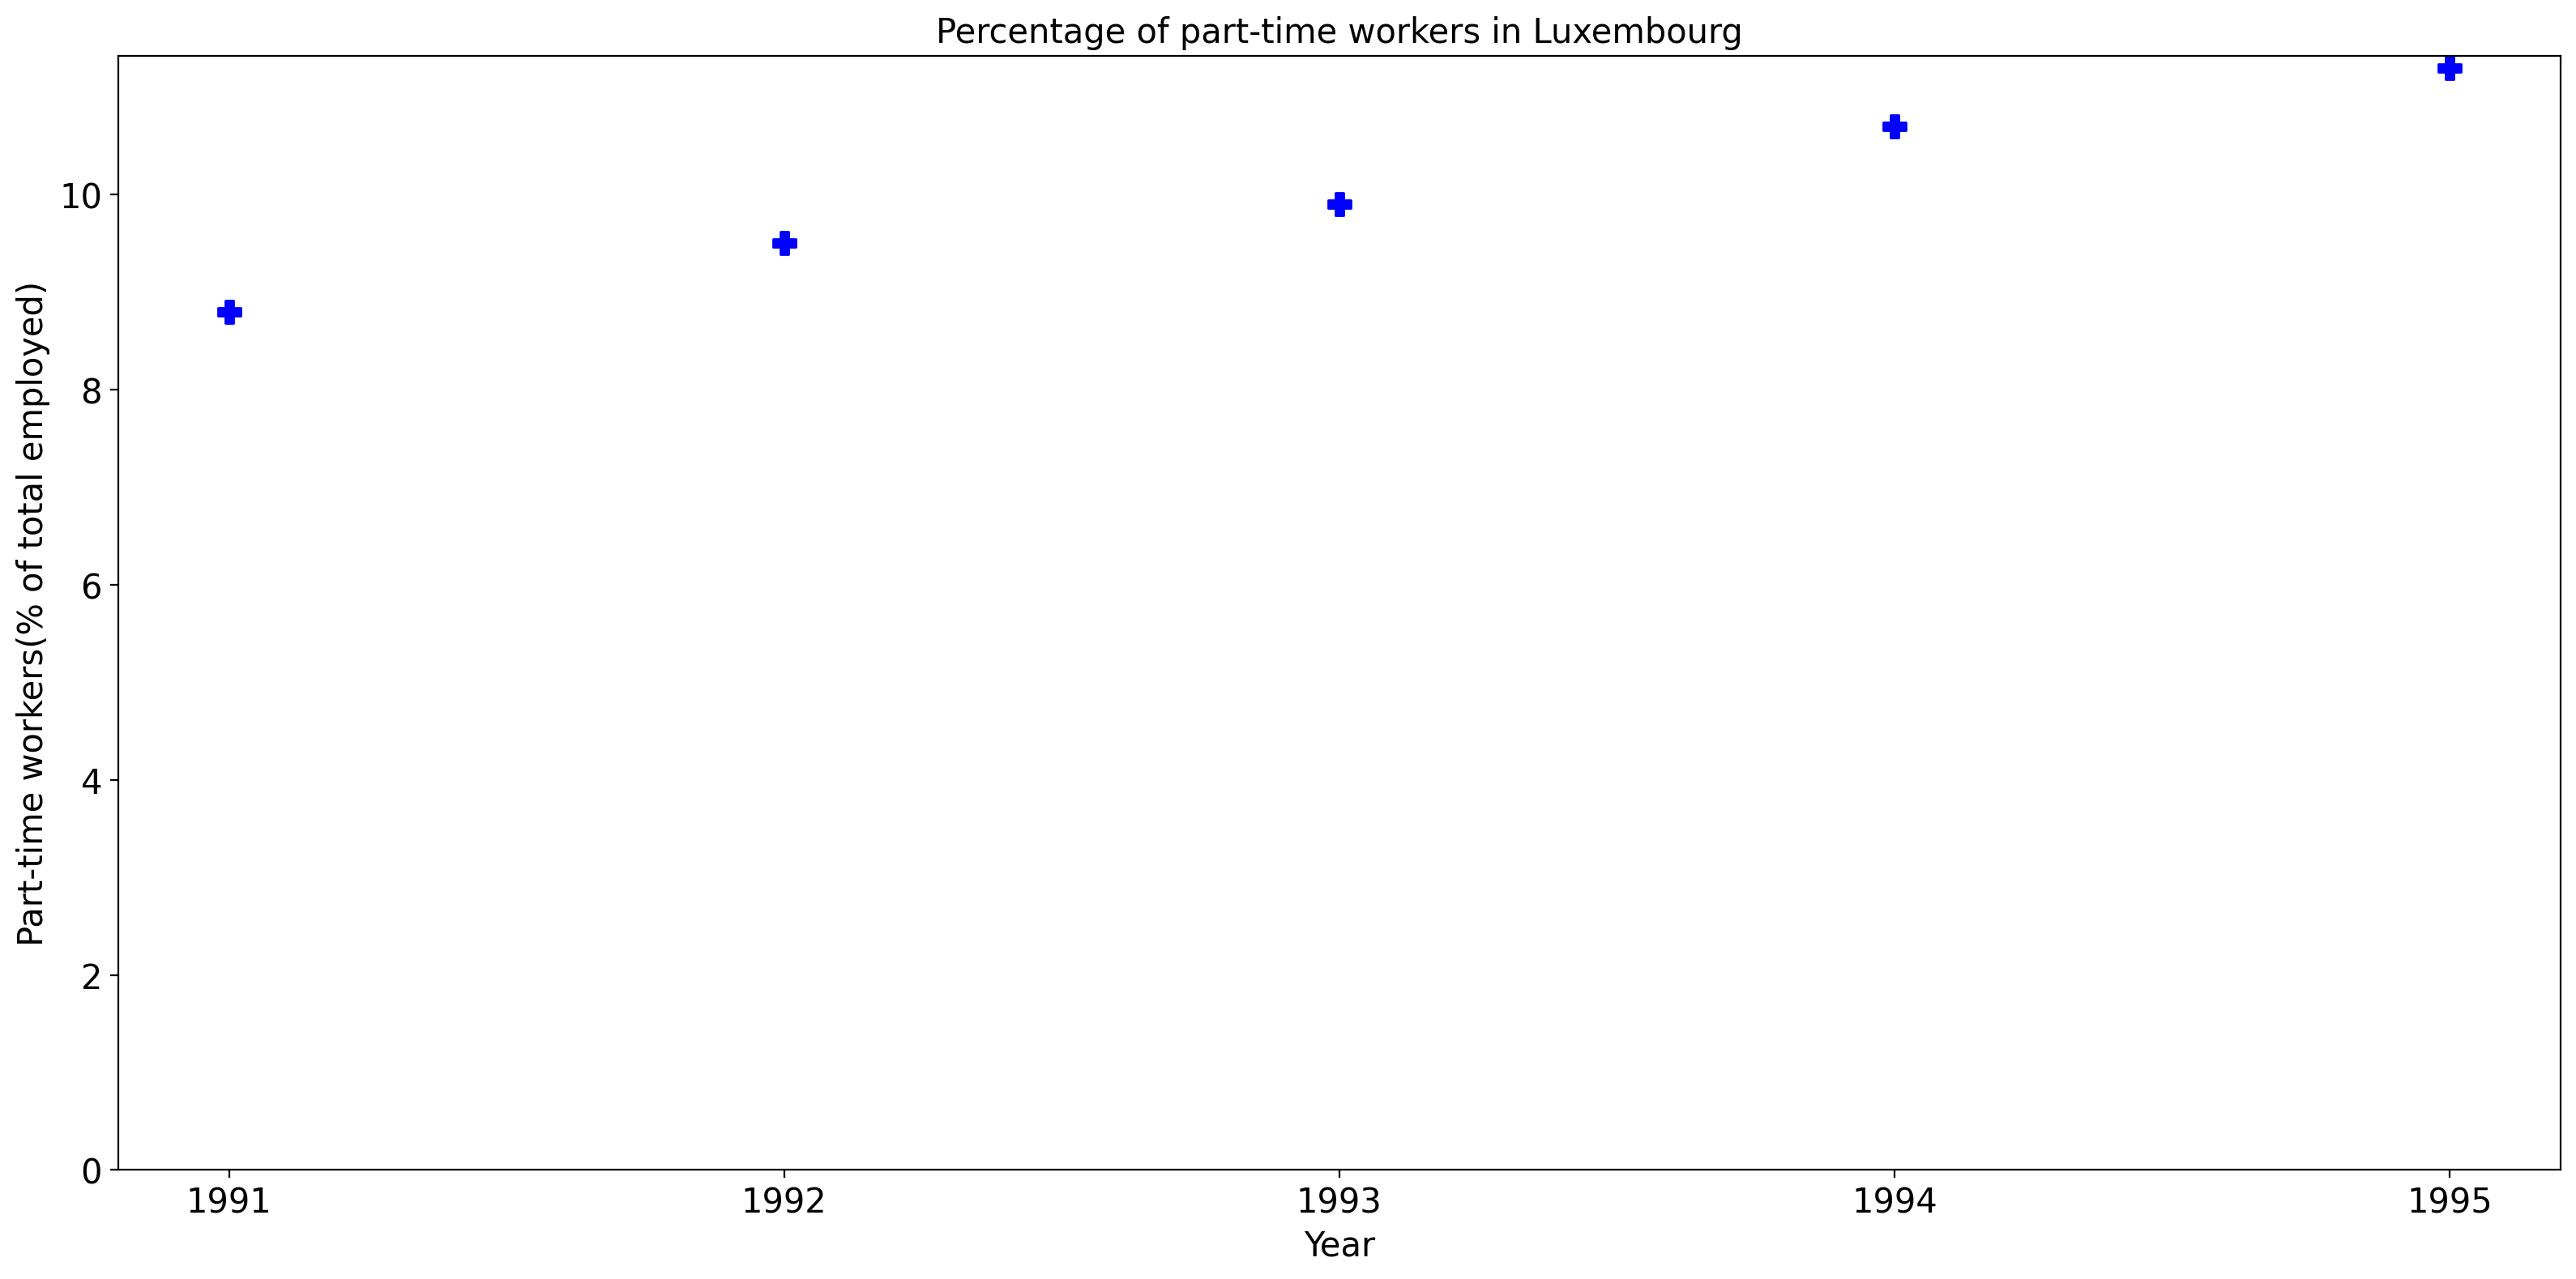 Percentage of part-time workers in Luxembourg
Part-time workers(% of total employed)
10
8
6
4
2
0
1991 1992 1993 1994 1995
Year